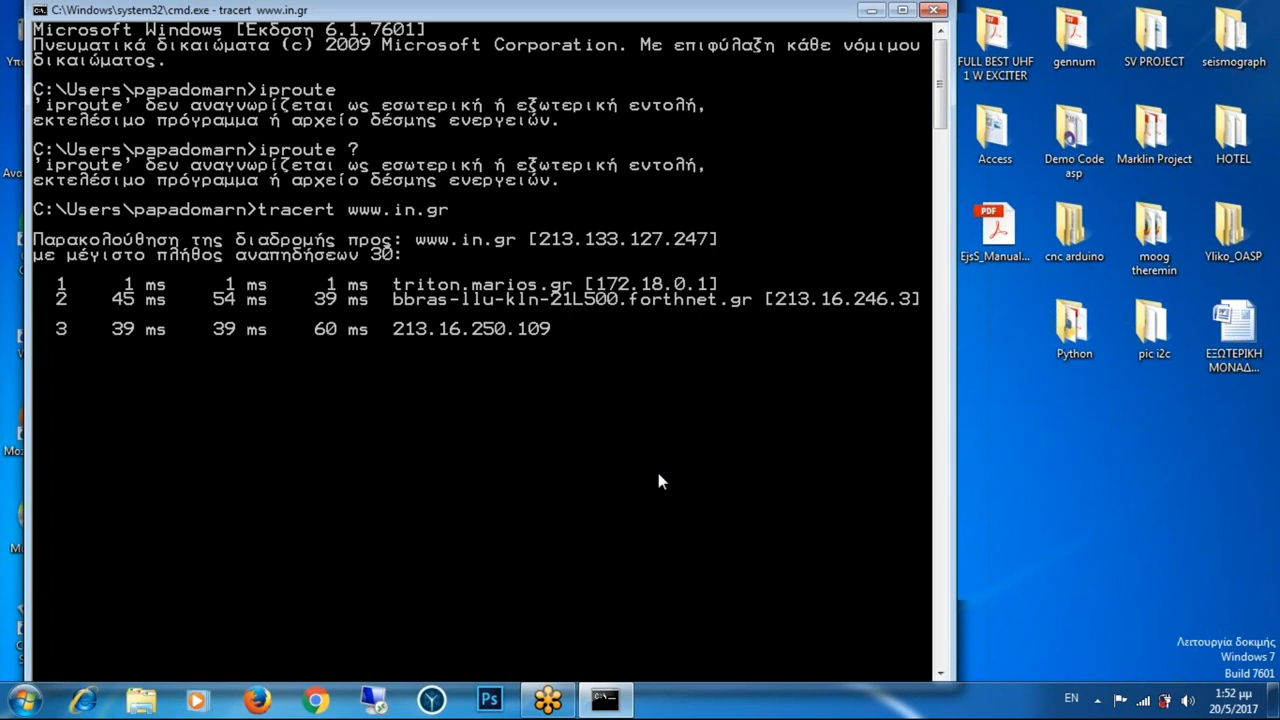 C:\Windows\system32\cmd.exe - tracert www.in.gr
Microsoft Windows [Έκδοση 6.1.7601]
Πνευματικά δικαιώματα (c) 2009 Microsoft Corporation. Με επιφύλαξη κάθε νόμιμου
δικαιώματος.
C:\Users\papadomarn>iproute
'iproute' δεν αναγνωρίζεται ως εσωτερική ή εξωτερική εντολή,
εκτελέσιμο πρόγραμμα ή αρχείο δέσμης ενεργειών.
C:\Users\papadomarn>iproute ?
'iproute' δεν αναγνωρίζεται ως εσωτερική ή εξωτερική εντολή,
εκτελέσιμο πρόγραμμα ή αρχείο δέσμης ενεργειών.
C:\Users\papadomarn>tracert www.in.gr
Παρακολούθηση της διαδρομής προς: www.in.gr [213.133.127.247]
με μέγιστο πλήθος αναπηδήσεων 30:
1 1 ms 1 ms 1 ms triton.marios.gr [172.18.0.1]
2 45 ms 54 ms 39 ms bbras-llu-kln-21L500.forthnet.gr [213.16.246.3]
3 39 ms 39 ms 60 ms 213.16.250.109
FULL BEST UHF
1 W EXCITER
gennum
SV PROJECT
seismograph
Access
Demo Code
asp
Marklin Project
HOTEL
PDF
EjsS_Manual...
cnc arduino
moog
theremin
Yliko_OASP
Python
pic i2c
ΕΞΩΤΕΡΙΚΗ
ΜΟΝΑΔ...
Λειτουργία δοκιμής
Windows 7
Build 7601
Ps
C:\_
EN
1:52 μμ
20/5/2017